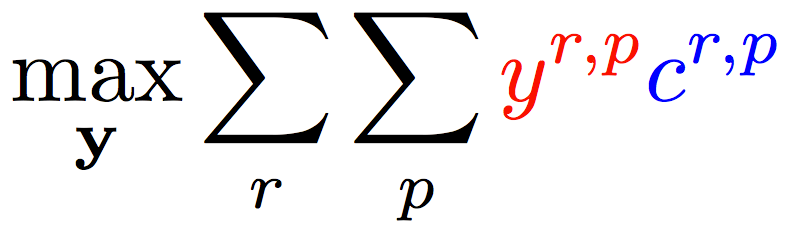 max_y ∑_r ∑_p y^{r,p} c^{r,p}